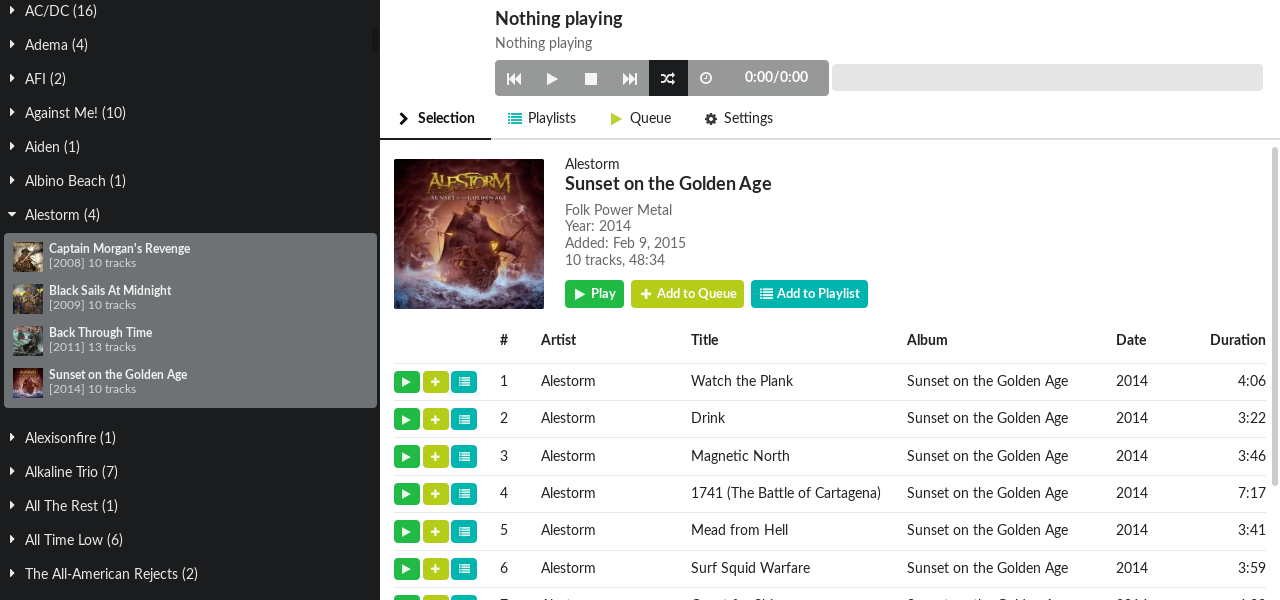 AC/DC (16)
Adema (4)
AFI (2)
Against Me! (10)
Aiden (1)
Albino Beach (1)
Alestorm (4)
Captain Morgan's Revenge
[2008] 10 tracks
Black Sails At Midnight
[2009] 10 tracks
Back Through Time
[2011] 13 tracks
Sunset on the Golden Age
[2014] 10 tracks
Alexisonfire (1)
Alkaline Trio (7)
All The Rest (1)
All Time Low (6)
The All-American Rejects (2)
Nothing playing
Nothing playing
0:00/0:00
Selection Playlists Queue Settings
ALESTORM
SUNSET ON THE GOLDEN AGE
Alestorm
Sunset on the Golden Age
Folk Power Metal
Year: 2014
Added: Feb 9, 2015
10 tracks, 48:34
Play Add to Queue Add to Playlist
# Artist Title Album Date Duration
1 Alestorm Watch the Plank Sunset on the Golden Age 2014 4:06
2 Alestorm Drink Sunset on the Golden Age 2014 3:22
3 Alestorm Magnetic North Sunset on the Golden Age 2014 3:46
4 Alestorm 1741 (The Battle of Cartagena) Sunset on the Golden Age 2014 7:17
5 Alestorm Mead from Hell Sunset on the Golden Age 2014 3:41
6 Alestorm Surf Squid Warfare Sunset on the Golden Age 2014 3:59